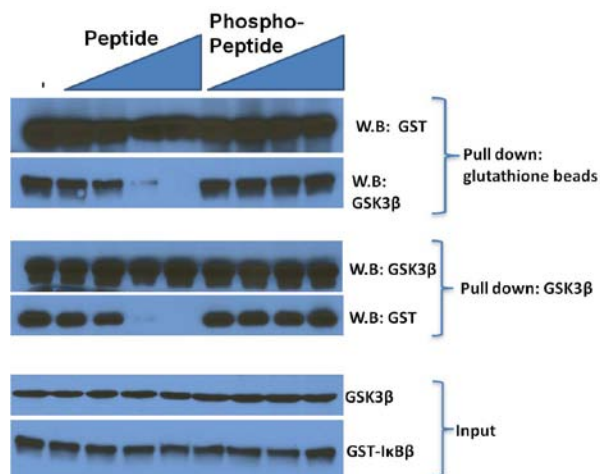 Peptide
Phospho-
Peptide
-
W.B: GST
W.B:
GSK3β
Pull down:
glutathione beads
W.B: GSK3β
W.B: GST
Pull down: GSK3β
GSK3β
GST-IκBβ
Input